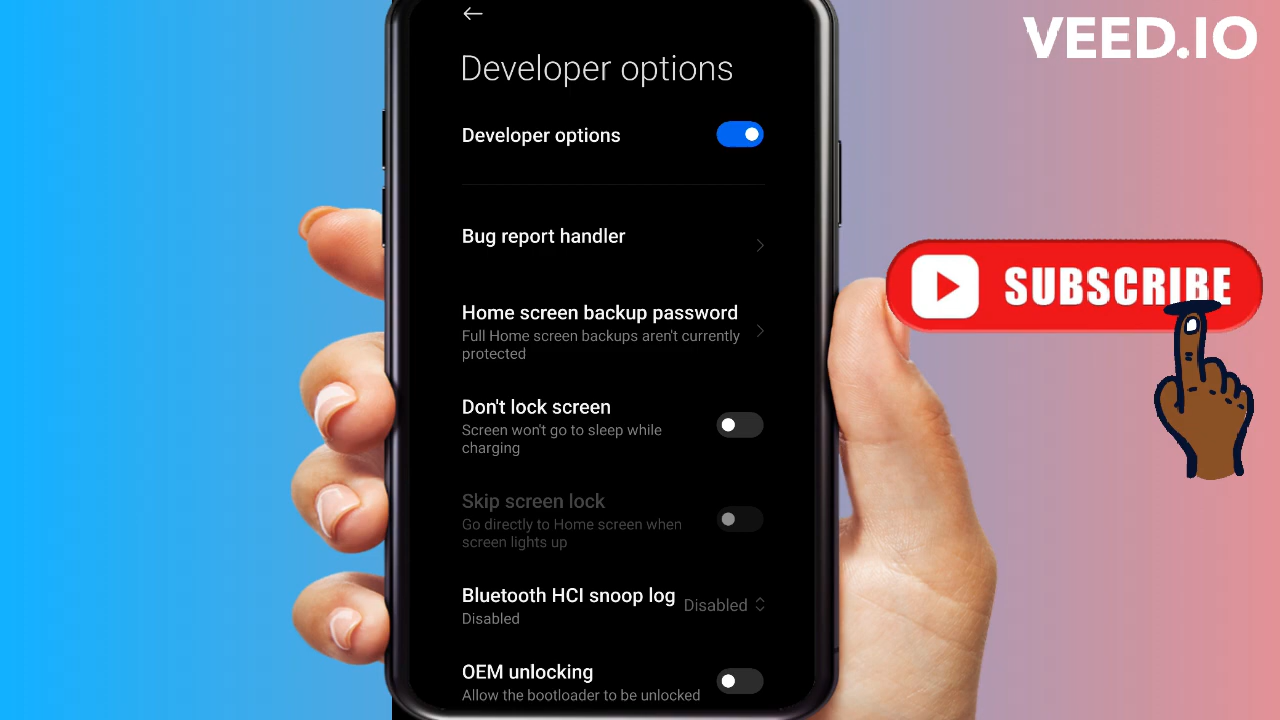 VEED.IO
Developer options
Developer options
Bug report handler
Home screen backup password
Full Home screen backups aren't currently
protected
SUBSCRIBE
Don't lock screen
Screen won't go to sleep while
charging
Skip screen lock
Go directly to Home screen when
screen lights up
Bluetooth HCI snoop log
Disabled
Disabled
OEM unlocking
Allow the bootloader to be unlocked